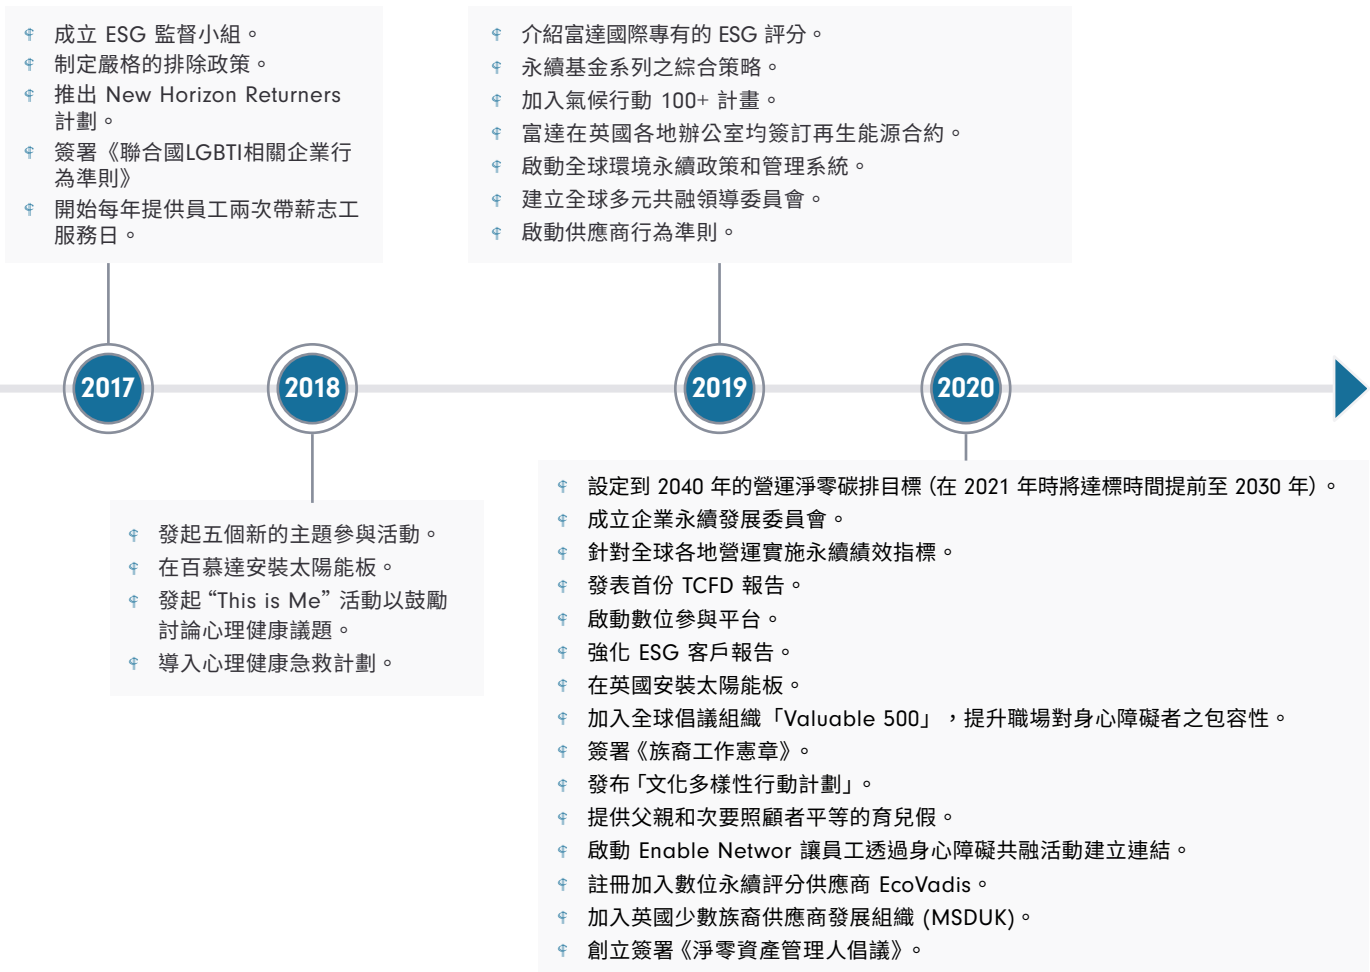 成立 ESG 監督小組。
制定嚴格的排除政策。
推出 New Horizon Returners
計劃。
簽署《聯合國LGBTI相關企業行
為準則》
開始每年提供員工兩次帶薪志工
服務日。
介紹富達國際專有的 ESG 評分。
永續基金系列之綜合策略。
加入氣候行動 100+ 計畫。
富達在英國各地辦公室均簽訂再生能源合約。
啟動全球環境永續政策和管理系統。
建立全球多元共融領導委員會。
啟動供應商行為準則。
2017
2018
2019
2020
發起五個新的主題參與活動。
在百慕達安裝太陽能板。
發起 “This is Me” 活動以鼓勵
討論心理健康議題。
導入心理健康急救計劃。
設定到 2040 年的營運淨零碳排目標 (在 2021 年時將達標時間提前至 2030 年)。
成立企業永續發展委員會。
針對全球各地營運實施永續績效指標。
發表首份 TCFD 報告。
啟動數位參與平台。
強化 ESG 客戶報告。
在英國安裝太陽能板。
加入全球倡議組織「Valuable 500」，提升職場對身心障礙者之包容性。
簽署《族裔工作憲章》。
發布「文化多樣性行動計劃」。
提供父親和次要照顧者平等的育兒假。
啟動 Enable Networ 讓員工透過身心障礙共融活動建立連結。
註冊加入數位永續評分供應商 EcoVadis。
加入英國少數族裔供應商發展組織 (MSDUK)。
創立簽署《淨零資產管理人倡議》。